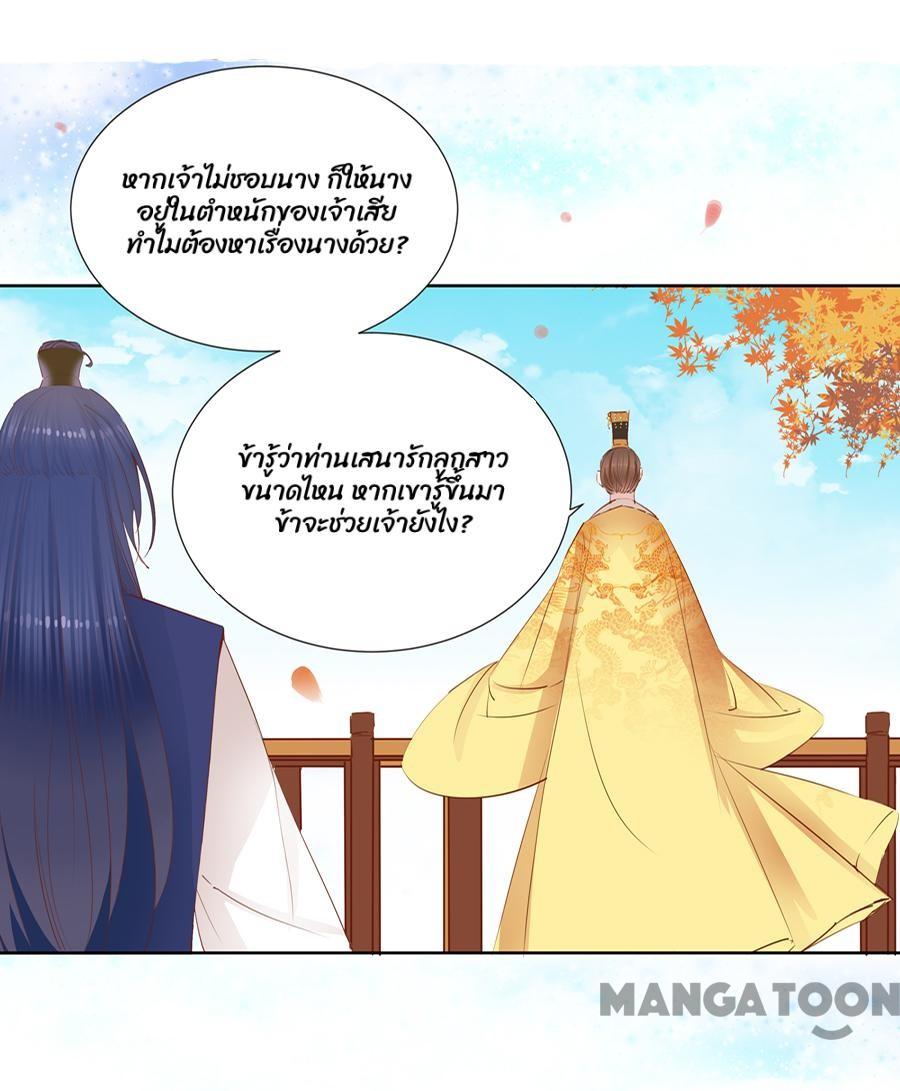 หากเจ้าไม่ชอบนาง ก็ให้นาง
อยู่ในตำหนักของเจ้าเสีย
ทำไมต้องหาเรื่องนางด้วย?
ข้ารู้ว่าท่านเสนารักลูกสาว
ขนาดไหน หากเขารู้ขึ้นมา
ข้าจะช่วยเจ้ายังไง?
MANGATOON